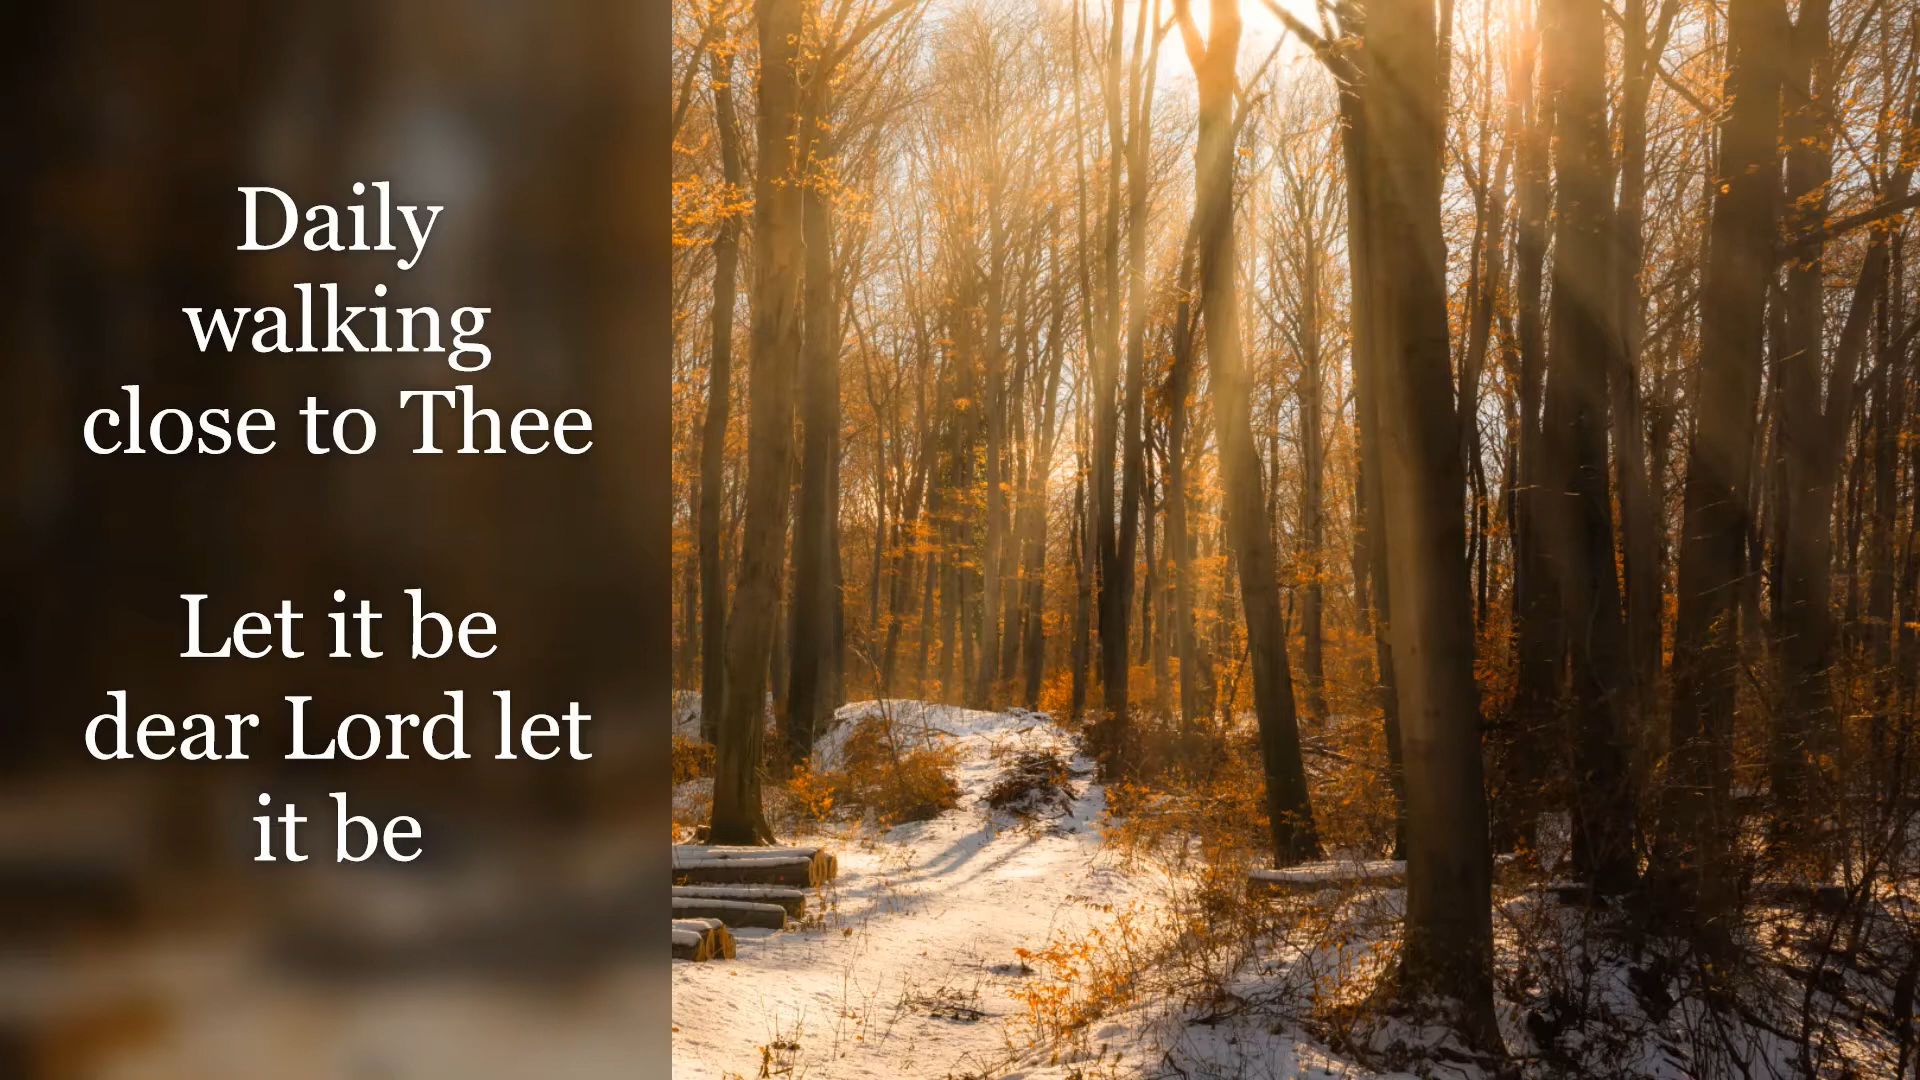 Daily
walking
close to Thee
Let it be
dear Lord let
it be